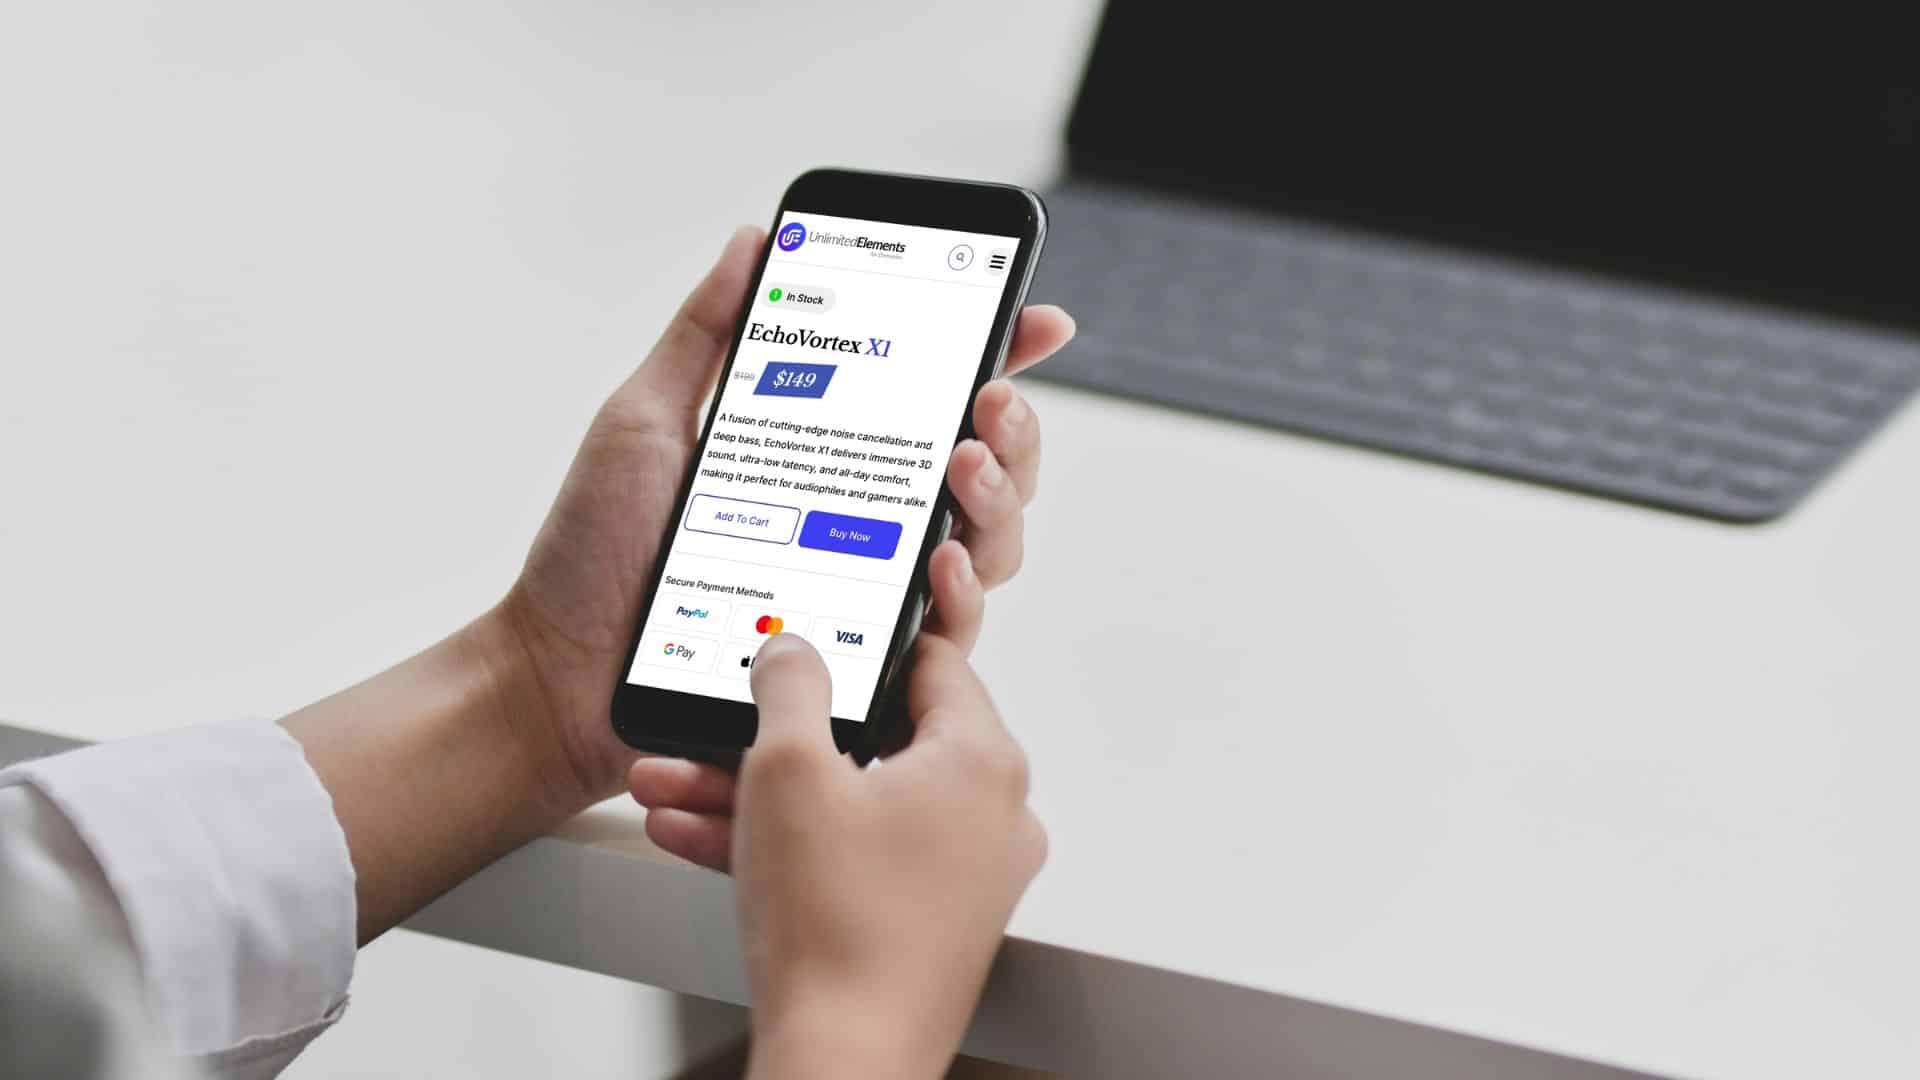 UnlimitedElements
for Elementor
In Stock
EchoVortex X1
$199 $149
A fusion of cutting-edge noise cancellation and
deep bass, EchoVortex X1 delivers immersive 3D
sound, ultra-low latency, and all-day comfort,
making it perfect for audiophiles and gamers alike.
Add To Cart Buy Now
Secure Payment Methods
PayPal VISA
G Pay